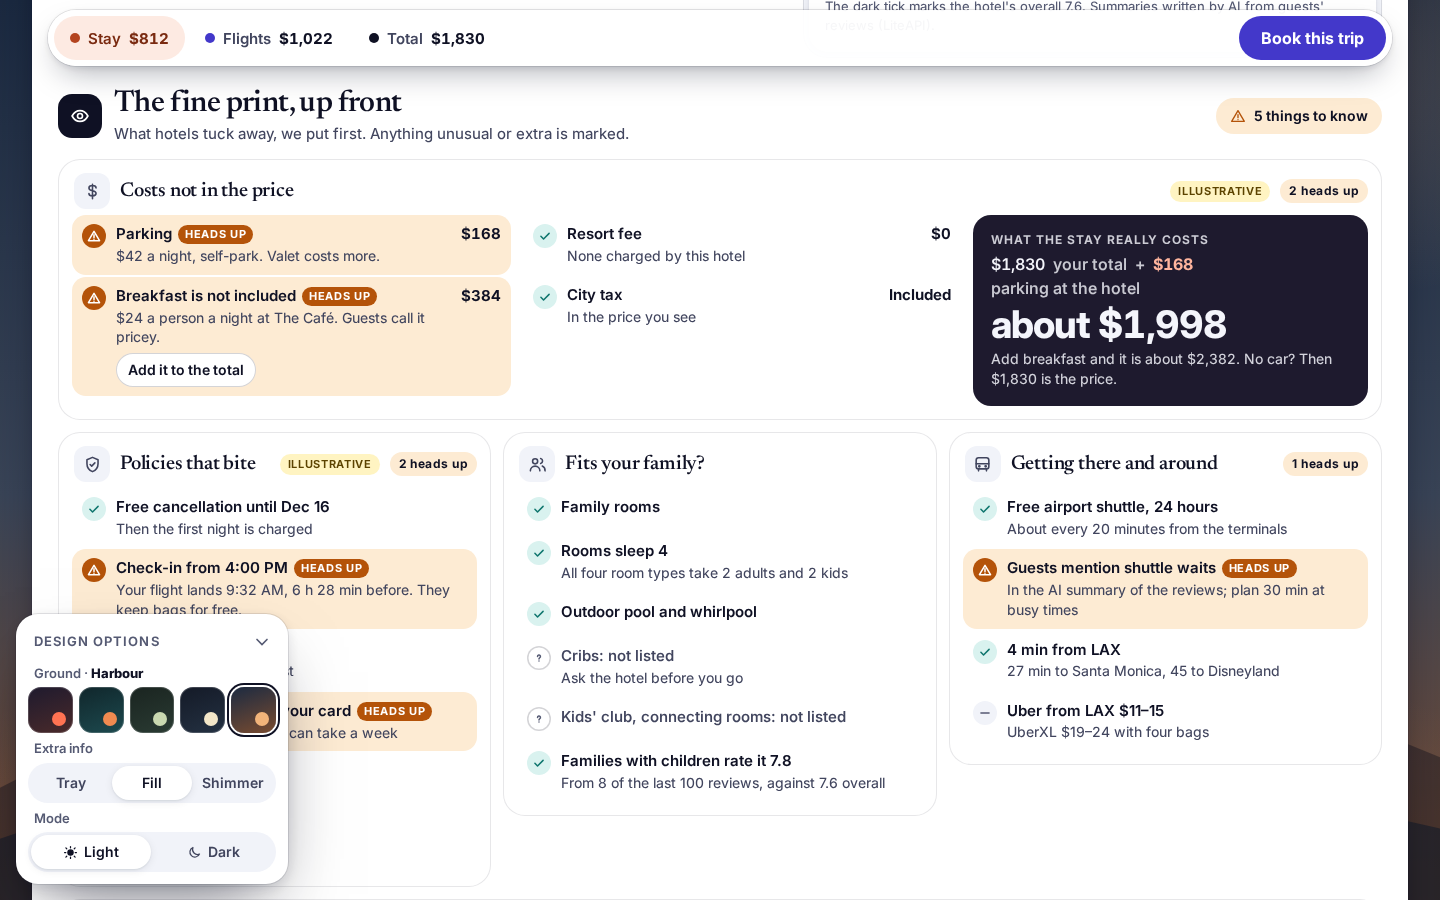 The dark tick marks the hotel's overall 7.6. Summaries written by AI from guests'
reviews (LiteAPI).
Stay $812
Flights $1,022
Total $1,830
Book this trip
The fine print, up front
What hotels tuck away, we put first. Anything unusual or extra is marked.
5 things to know
Costs not in the price
ILLUSTRATIVE
2 heads up
Parking HEADS UP $168
$42 a night, self-park. Valet costs more.
Breakfast is not included HEADS UP $384
$24 a person a night at The Café. Guests call it
pricey.
Add it to the total
Resort fee $0
None charged by this hotel
City tax Included
In the price you see
WHAT THE STAY REALLY COSTS
$1,830 your total + $168
parking at the hotel
about $1,998
Add breakfast and it is about $2,382. No car? Then
$1,830 is the price.
Policies that bite
ILLUSTRATIVE
2 heads up
Free cancellation until Dec 16
Then the first night is charged
Check-in from 4:00 PM HEADS UP
Your flight lands 9:32 AM, 6 h 28 min before. They
keep bags for free.
your card HEADS UP
can take a week
Fits your family?
Family rooms
Rooms sleep 4
All four room types take 2 adults and 2 kids
Outdoor pool and whirlpool
Cribs: not listed
Ask the hotel before you go
Kids' club, connecting rooms: not listed
Families with children rate it 7.8
From 8 of the last 100 reviews, against 7.6 overall
Getting there and around
1 heads up
Free airport shuttle, 24 hours
About every 20 minutes from the terminals
Guests mention shuttle waits HEADS UP
In the AI summary of the reviews; plan 30 min at
busy times
4 min from LAX
27 min to Santa Monica, 45 to Disneyland
Uber from LAX $11–15
UberXL $19–24 with four bags
DESIGN OPTIONS
Ground · Harbour
Extra info
Tray
Fill
Shimmer
Mode
Light
Dark